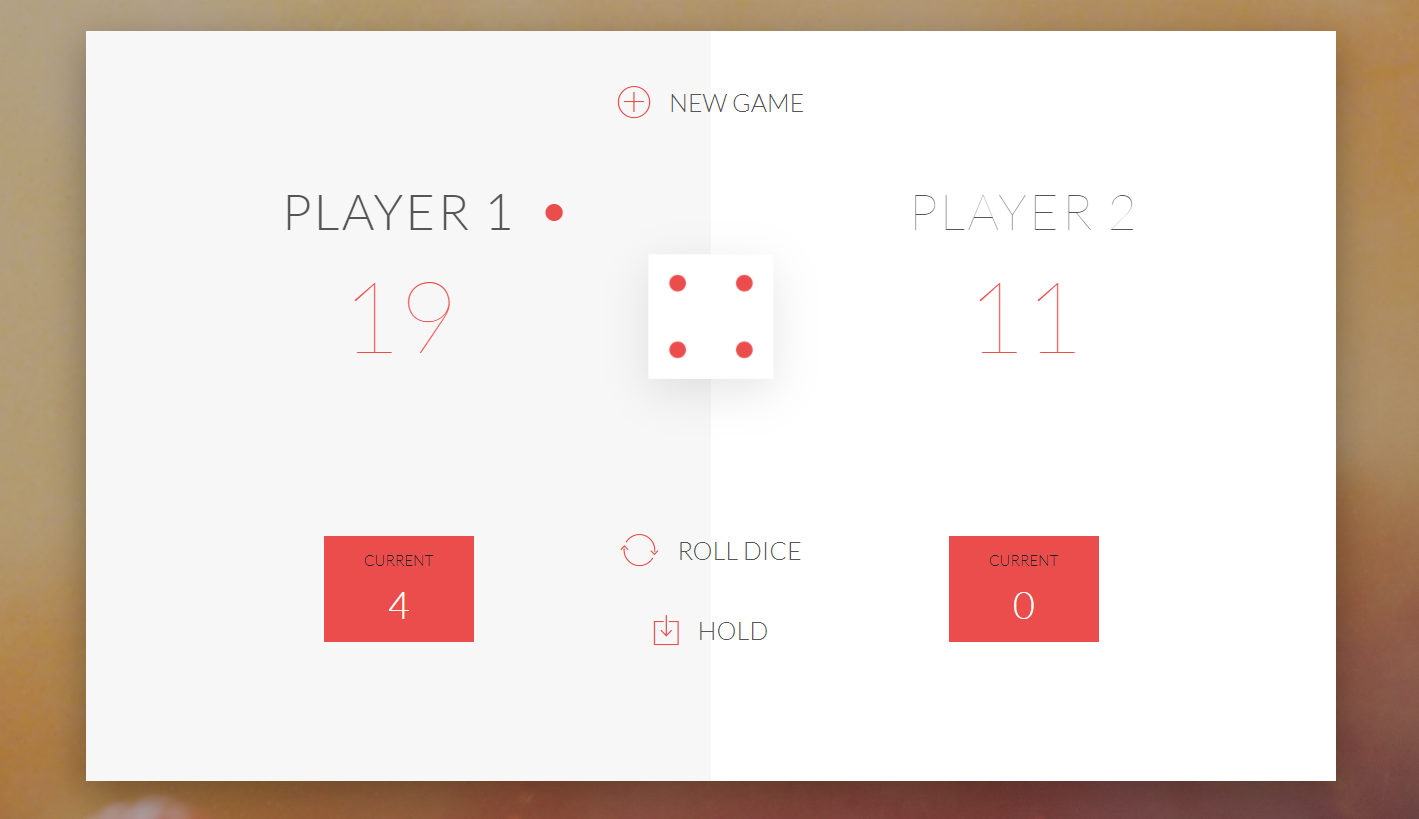 NEW GAME
PLAYER 1
19
PLAYER 2
11
CURRENT
4
ROLL DICE
HOLD
CURRENT
0